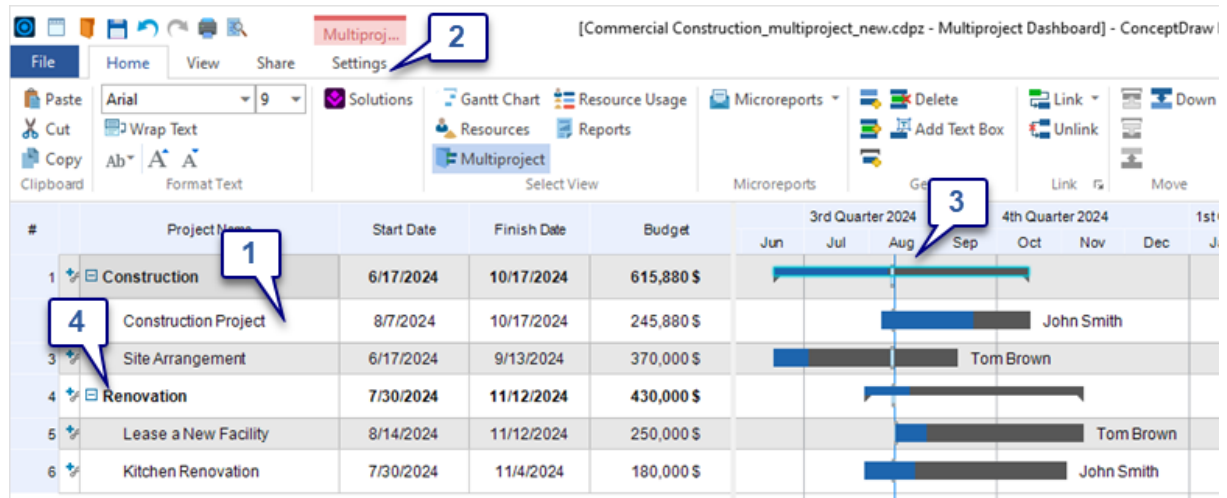 [Commercial Construction_multiproject_new.cdpz - Multiproject Dashboard] - ConceptDraw
Multiproj...
2
File Home View Share Settings
Paste Arial 9 Solutions Gantt Chart Resource Usage Microreports Delete Link Down
Cut Wrap Text Resources Reports Add Text Box Unlink
Copy Ab A A Multiproject
Clipboard Format Text Select View Microreports Link Move
3
# Project Name Start Date Finish Date Budget 3rd Quarter 2024 4th Quarter 2024 1st
Jun Jul Aug Sep Oct Nov Dec
1
1 Construction 6/17/2024 10/17/2024 615,880 $
4
Construction Project 8/7/2024 10/17/2024 245,880 $ John Smith
3 Site Arrangement 6/17/2024 9/13/2024 370,000 $ Tom Brown
4 Renovation 7/30/2024 11/12/2024 430,000 $
5 Lease a New Facility 8/14/2024 11/12/2024 250,000 $ Tom Brown
6 Kitchen Renovation 7/30/2024 11/4/2024 180,000 $ John Smith